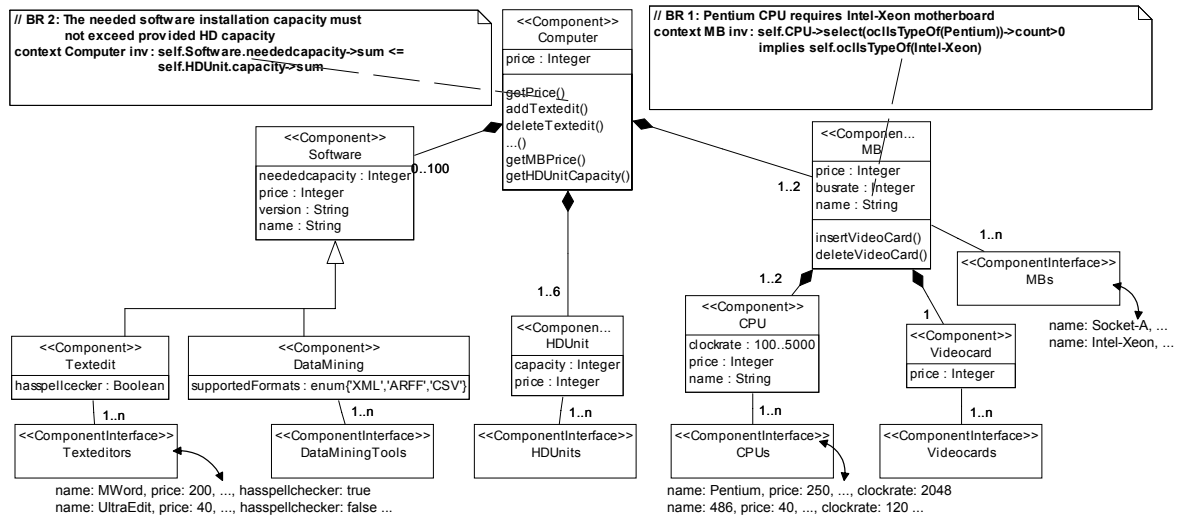 // BR 2: The needed software installation capacity must
not exceed provided HD capacity
context Computer inv: self.Software.neededcapacity->sum <=
self.HDUnit.capacity->sum
<<Component>>
Computer
price : Integer
getPrice()
addTextedit()
deleteTextedit()
...()
getMBPrice()
getHDUnitCapacity()
// BR 1: Pentium CPU requires Intel-Xeon motherboard
context MB inv: self.CPU->select(oclIsTypeOf(Pentium))->count>0
implies self.oclIsTypeOf(Intel-Xeon)
<<Component>>
Software
neededcapacity : Integer
price : Integer
version : String
name : String
0..100
<<Componen...
MB
price : Integer
busrate : Integer
name : String
insertVideoCard()
deleteVideoCard()
1..2
1..n
<<ComponentInterface>>
MBs
name: Socket-A, ...
name: Intel-Xeon, ...
1..6
1..2
1
<<Component>>
Textedit
hasspellcecker : Boolean
<<Component>>
DataMining
supportedFormats : enum{'XML','ARFF','CSV'}
<<Componen...
HDUnit
capacity : Integer
price : Integer
<<Component>>
CPU
clockrate : 100..5000
price : Integer
name : String
<<Component>>
Videocard
price : Integer
1..n
1..n
1..n
1..n
1..n
<<ComponentInterface>>
Texteditors
<<ComponentInterface>>
DataMiningTools
<<ComponentInterface>>
HDUnits
<<ComponentInterface>>
CPUs
<<ComponentInterface>>
Videocards
name: MWord, price: 200, ..., hasspellchecker: true
name: UltraEdit, price: 40, ..., hasspellchecker: false ...
name: Pentium, price: 250, ..., clockrate: 2048
name: 486, price: 40, ..., clockrate: 120 ...